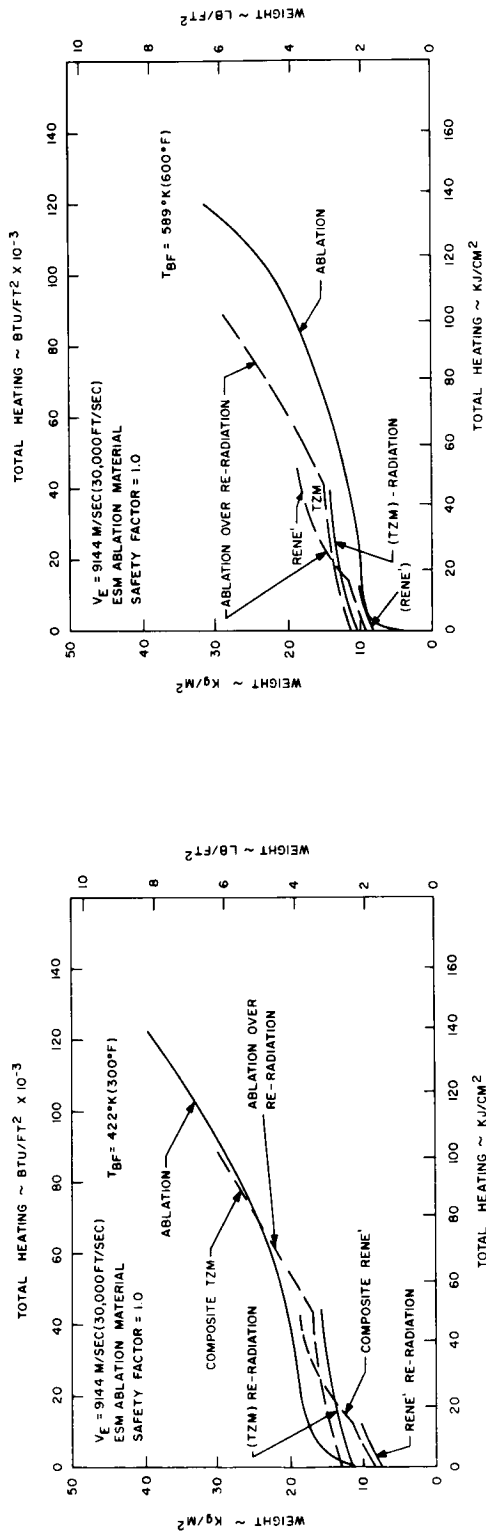 TOTAL HEATING ~ BTU/FT² X 10⁻³
0 20 40 60 80 100 120 140
V_E = 9144 M/SEC(30,000FT/SEC)
ESM ABLATION MATERIAL
SAFETY FACTOR = 1.0
T_BF = 422°K(300°F)
ABLATION
COMPOSITE TZM
(TZM) RE-RADIATION
ABLATION OVER
RE-RADIATION
COMPOSITE RENE'
RENE' RE-RADIATION
WEIGHT ~ Kg/M²
50
40
30
20
10
0
WEIGHT ~ LB/FT²
10
8
6
4
2
0
0 20 40 60 80 100 120 140 160
TOTAL HEATING ~ KJ/CM²
TOTAL HEATING ~ BTU/FT² X 10⁻³
0 20 40 60 80 100 120 140
V_E = 9144 M/SEC(30,000FT/SEC)
ESM ABLATION MATERIAL
SAFETY FACTOR = 1.0
T_BF = 589°K(600°F)
ABLATION OVER RE-RADIATION
RENE'
TZM
ABLATION
(TZM)-RADIATION
(RENE')
WEIGHT ~ Kg/M²
50
40
30
20
10
0
WEIGHT ~ LB/FT²
10
8
6
4
2
0
0 20 40 60 80 100 120 140 160
TOTAL HEATING ~ KJ/CM²